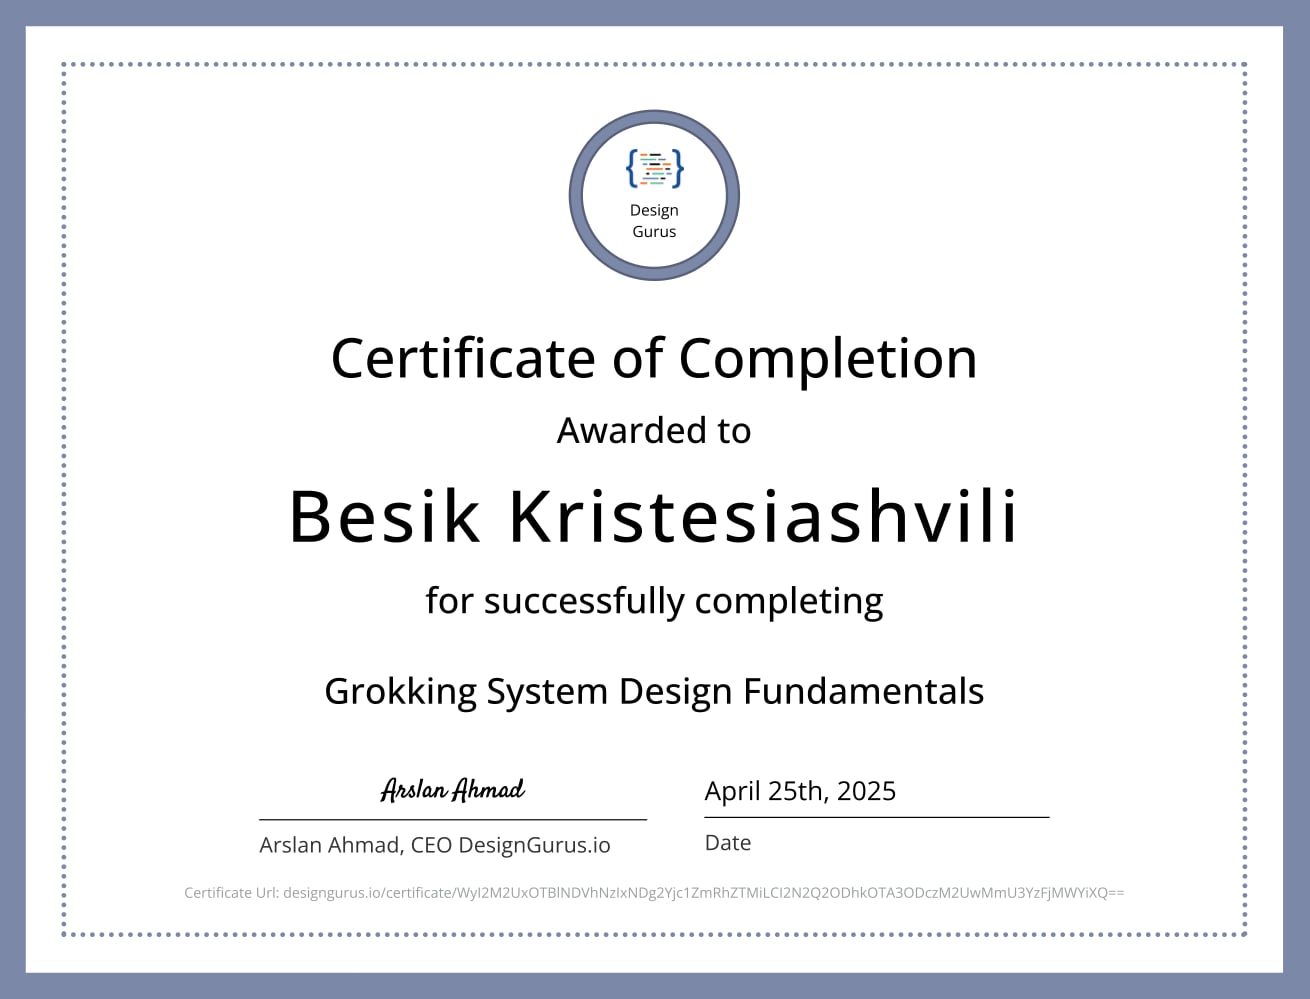 Design
Gurus
Certificate of Completion
Awarded to
Besik Kristesiashvili
for successfully completing
Grokking System Design Fundamentals
Arslan Ahmad
April 25th, 2025
Arslan Ahmad, CEO DesignGurus.io
Date
Certificate Url: designgurus.io/certificate/WyI2M2UxOTBlNDVhNzIxNDg2Yjc1ZmRhZTMiLCI2N2Q2ODhkOTA3ODczM2UwMmU3YzFjMWYiXQ==